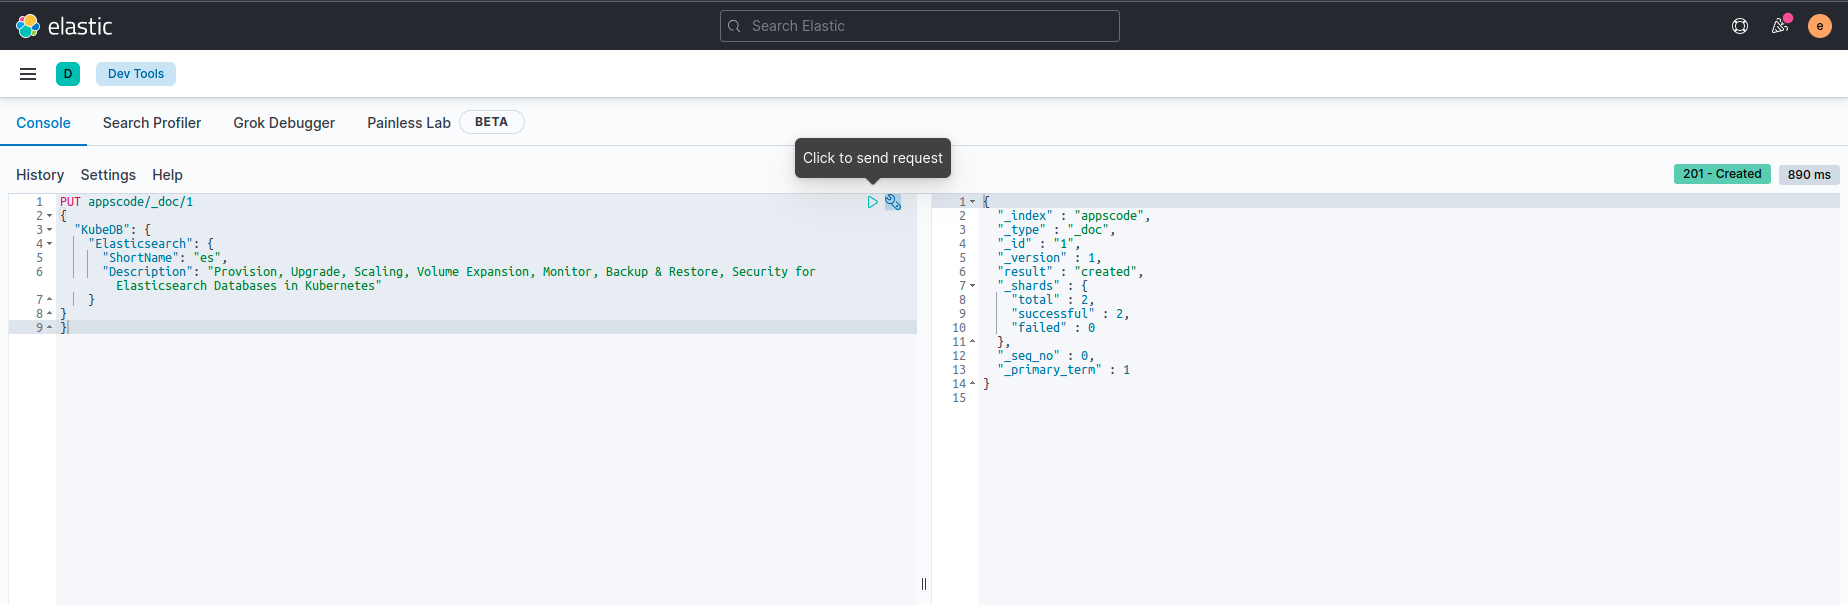 elastic
Search Elastic
e
D
Dev Tools
Console
Search Profiler
Grok Debugger
Painless Lab
BETA
Click to send request
History
Settings
Help
201 - Created
890 ms
1 PUT appscode/_doc/1
2 {
3 "KubeDB": {
4 "Elasticsearch": {
5 "ShortName": "es",
6 "Description": "Provision, Upgrade, Scaling, Volume Expansion, Monitor, Backup & Restore, Security for
Elasticsearch Databases in Kubernetes"
7 }
8 }
9 }
1 {
2 "_index" : "appscode",
3 "_type" : "_doc",
4 "_id" : "1",
5 "_version" : 1,
6 "result" : "created",
7 "_shards" : {
8 "total" : 2,
9 "successful" : 2,
10 "failed" : 0
11 },
12 "_seq_no" : 0,
13 "_primary_term" : 1
14 }
15